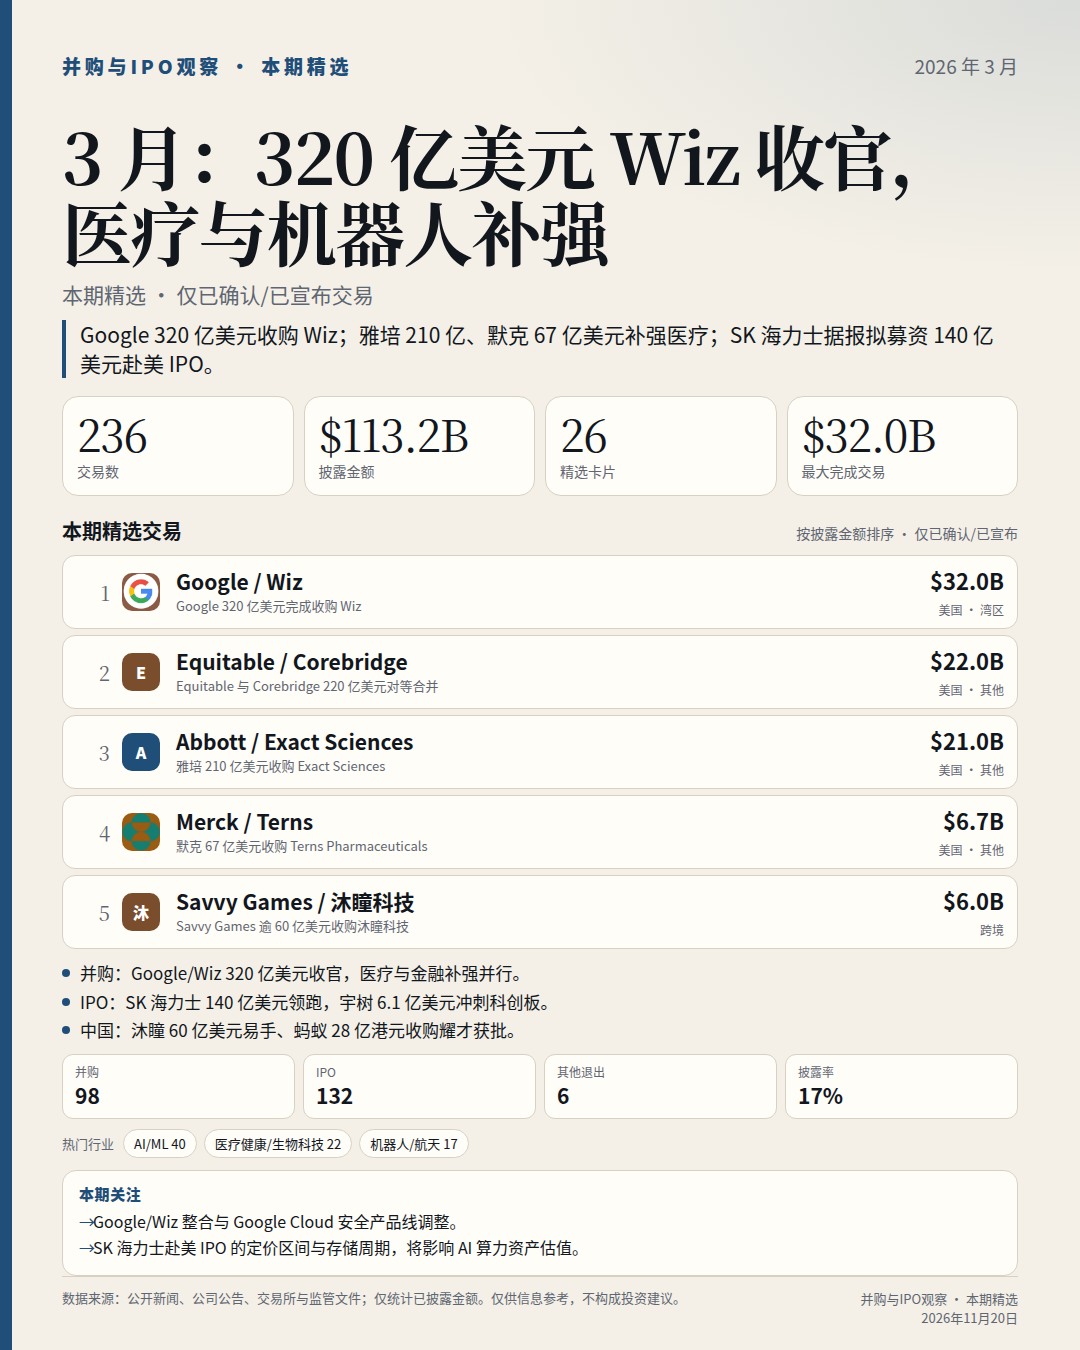 并购与IPO观察 · 本期精选
2026 年 3 月
3 月：320 亿美元 Wiz 收官，
医疗与机器人补强
本期精选 · 仅已确认/已宣布交易
Google 320 亿美元收购 Wiz；雅培 210 亿、默克 67 亿美元补强医疗；SK 海力士据报拟募资 140 亿
美元赴美 IPO。
236
交易数
$113.2B
披露金额
26
精选卡片
$32.0B
最大完成交易
本期精选交易
按披露金额排序 · 仅已确认/已宣布
1
Google / Wiz
Google 320 亿美元完成收购 Wiz
$32.0B
美国 · 湾区
2
E
Equitable / Corebridge
Equitable 与 Corebridge 220 亿美元对等合并
$22.0B
美国 · 其他
3
A
Abbott / Exact Sciences
雅培 210 亿美元收购 Exact Sciences
$21.0B
美国 · 其他
4
Merck / Terns
默克 67 亿美元收购 Terns Pharmaceuticals
$6.7B
美国 · 其他
5
沐
Savvy Games / 沐瞳科技
Savvy Games 逾 60 亿美元收购沐瞳科技
$6.0B
跨境
并购：Google/Wiz 320 亿美元收官，医疗与金融补强并行。
IPO：SK 海力士 140 亿美元领跑，宇树 6.1 亿美元冲刺科创板。
中国：沐瞳 60 亿美元易手、蚂蚁 28 亿港元收购耀才获批。
并购
98
IPO
132
其他退出
6
披露率
17%
热门行业
AI/ML 40
医疗健康/生物科技 22
机器人/航天 17
本期关注
→Google/Wiz 整合与 Google Cloud 安全产品线调整。
→SK 海力士赴美 IPO 的定价区间与存储周期，将影响 AI 算力资产估值。
数据来源：公开新闻、公司公告、交易所与监管文件；仅统计已披露金额。仅供信息参考，不构成投资建议。
并购与IPO观察 · 本期精选
2026年11月20日